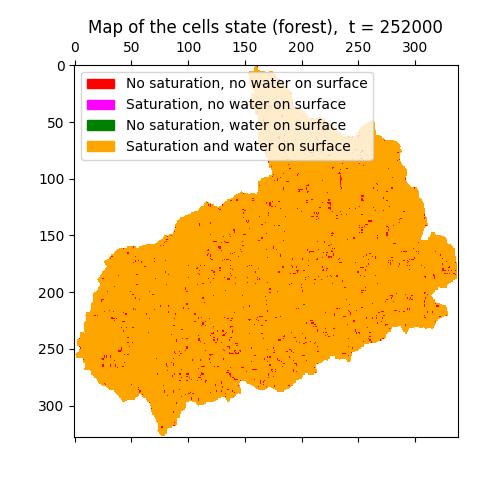 Map of the cells state (forest),  t = 252000
0 50 100 150 200 250 300
0
50
100
150
200
250
300
No saturation, no water on surface
Saturation, no water on surface
No saturation, water on surface
Saturation and water on surface